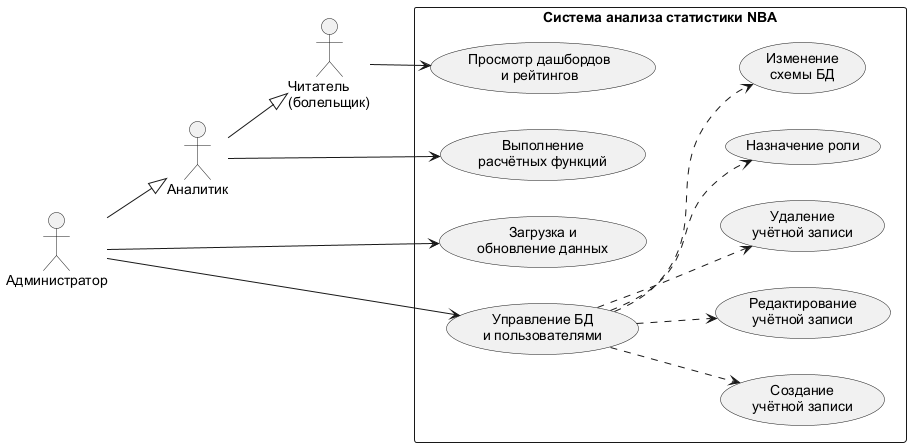 Система анализа статистики NBA
Читатель
(болельщик)
Аналитик
Администратор
Просмотр дашбордов
и рейтингов
Выполнение
расчётных функций
Загрузка и
обновление данных
Управление БД
и пользователями
Изменение
схемы БД
Назначение роли
Удаление
учётной записи
Редактирование
учётной записи
Создание
учётной записи